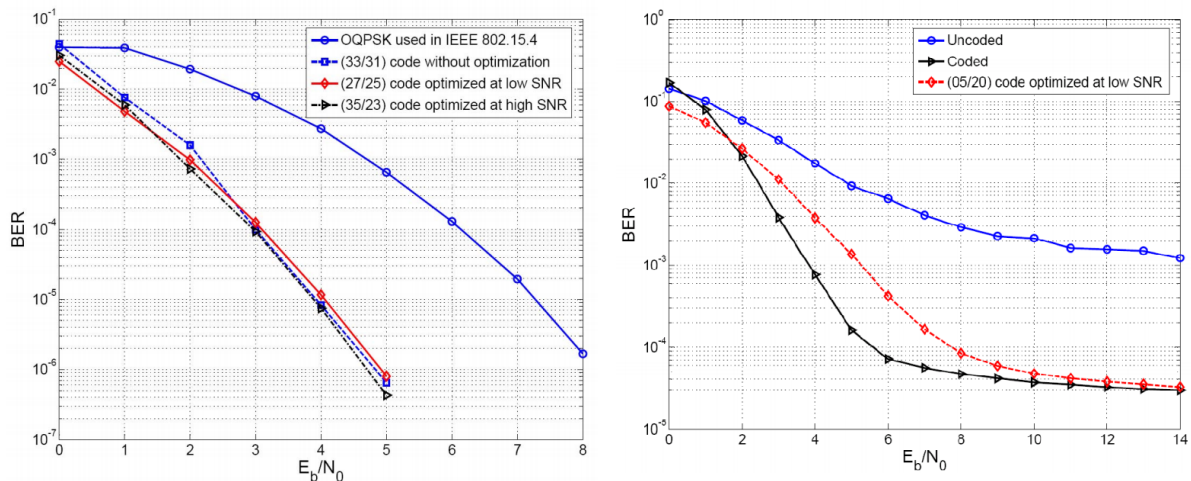 10^-1
10^-2
10^-3
10^-4
10^-5
10^-6
10^-7
BER
OQPSK used in IEEE 802.15.4
(33/31) code without optimization
(27/25) code optimized at low SNR
(35/23) code optimized at high SNR
0 1 2 3 4 5 6 7 8
E_b/N_0
10^0
10^-1
10^-2
10^-3
10^-4
10^-5
BER
Uncoded
Coded
(05/20) code optimized at low SNR
0 2 4 6 8 10 12 14
E_b/N_0